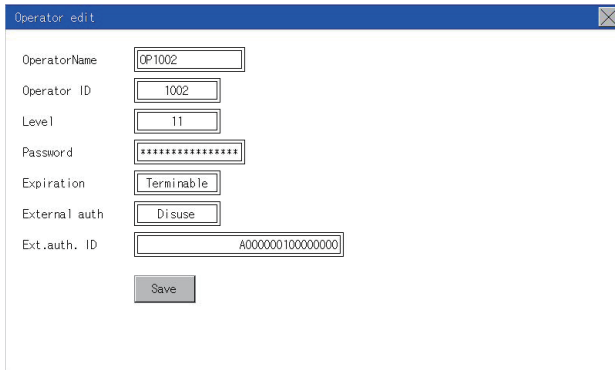 Operator edit
OperatorName OP1002
Operator ID 1002
Level 11
Password ****************
Expiration Terminable
External auth Disuse
Ext.auth. ID A000000100000000
Save